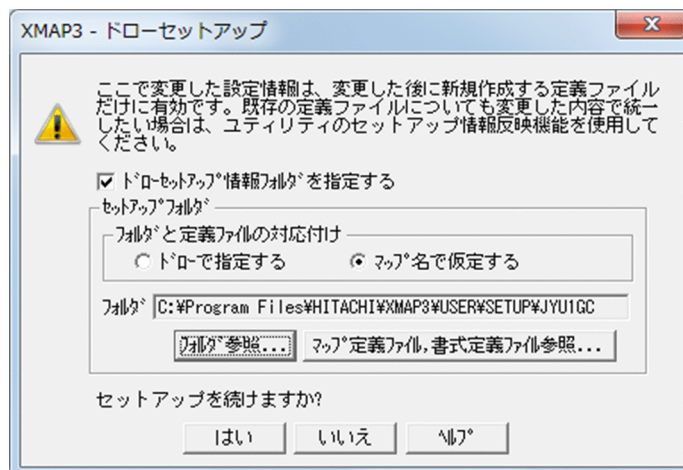 XMAP3 - ドローセットアップ
ここで変更した設定情報は、変更した後に新規作成する定義ファイル
だけに有効です。既存の定義ファイルについても変更した内容で統一
したい場合は、ユティリティのセットアップ情報反映機能を使用して
ください。
ﾄﾞﾛｰｾｯﾄｱｯﾌﾟ情報ﾌｫﾙﾀﾞを指定する
ｾｯﾄｱｯﾌﾟﾌｫﾙﾀﾞ
ﾌｫﾙﾀﾞと定義ﾌｧｲﾙの対応付け
ﾄﾞﾛｰで指定する ﾏｯﾌﾟ名で仮定する
ﾌｫﾙﾀﾞ C:¥Program Files¥HITACHI¥XMAP3¥USER¥SETUP¥JYU1GC
ﾌｫﾙﾀﾞ参照... ﾏｯﾌﾟ定義ﾌｧｲﾙ,書式定義ﾌｧｲﾙ参照...
セットアップを続けますか?
はい いいえ ﾍﾙﾌﾟ